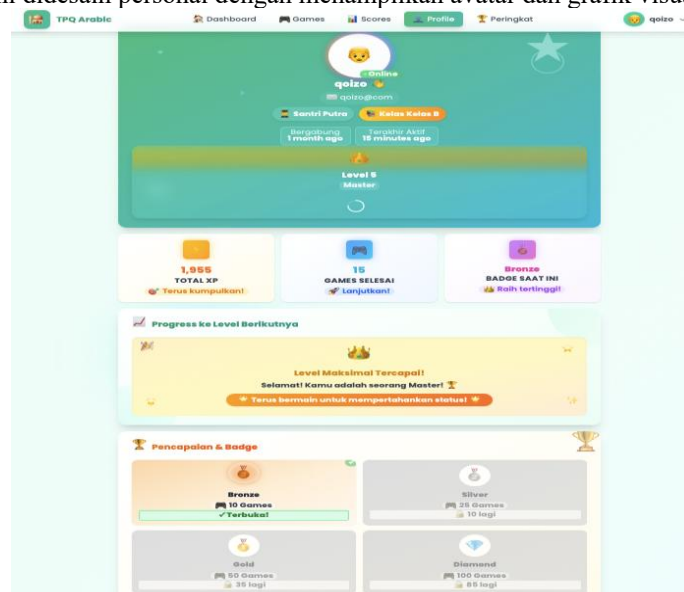 didesain personal dengan menampilkan avatar dan grafik
TPQ Arabic Dashboard Games Scores Profile Peringkat qoizo
Online
qoizo
qoizo@com
Santri Putra Kelas Kelas B
Bergabung Terakhir Aktif
1 month ago 18 minutes ago
Level 5
Master
1,955 15 Bronze
TOTAL XP GAMES SELESAI BADGE SAAT INI
Terus kumpulkan! Lanjutkan! Raih tertinggi!
Progress ke Level Berikutnya
Level Maksimal Tercapai!
Selamat! Kamu adalah seorang Master!
Terus bermain untuk mempertahankan status!
Pencapaian & Badge
Bronze Silver
10 Games 25 Games
✓Terbuka! 10 lagi
Gold Diamond
50 Games 100 Games
35 lagi 85 lagi